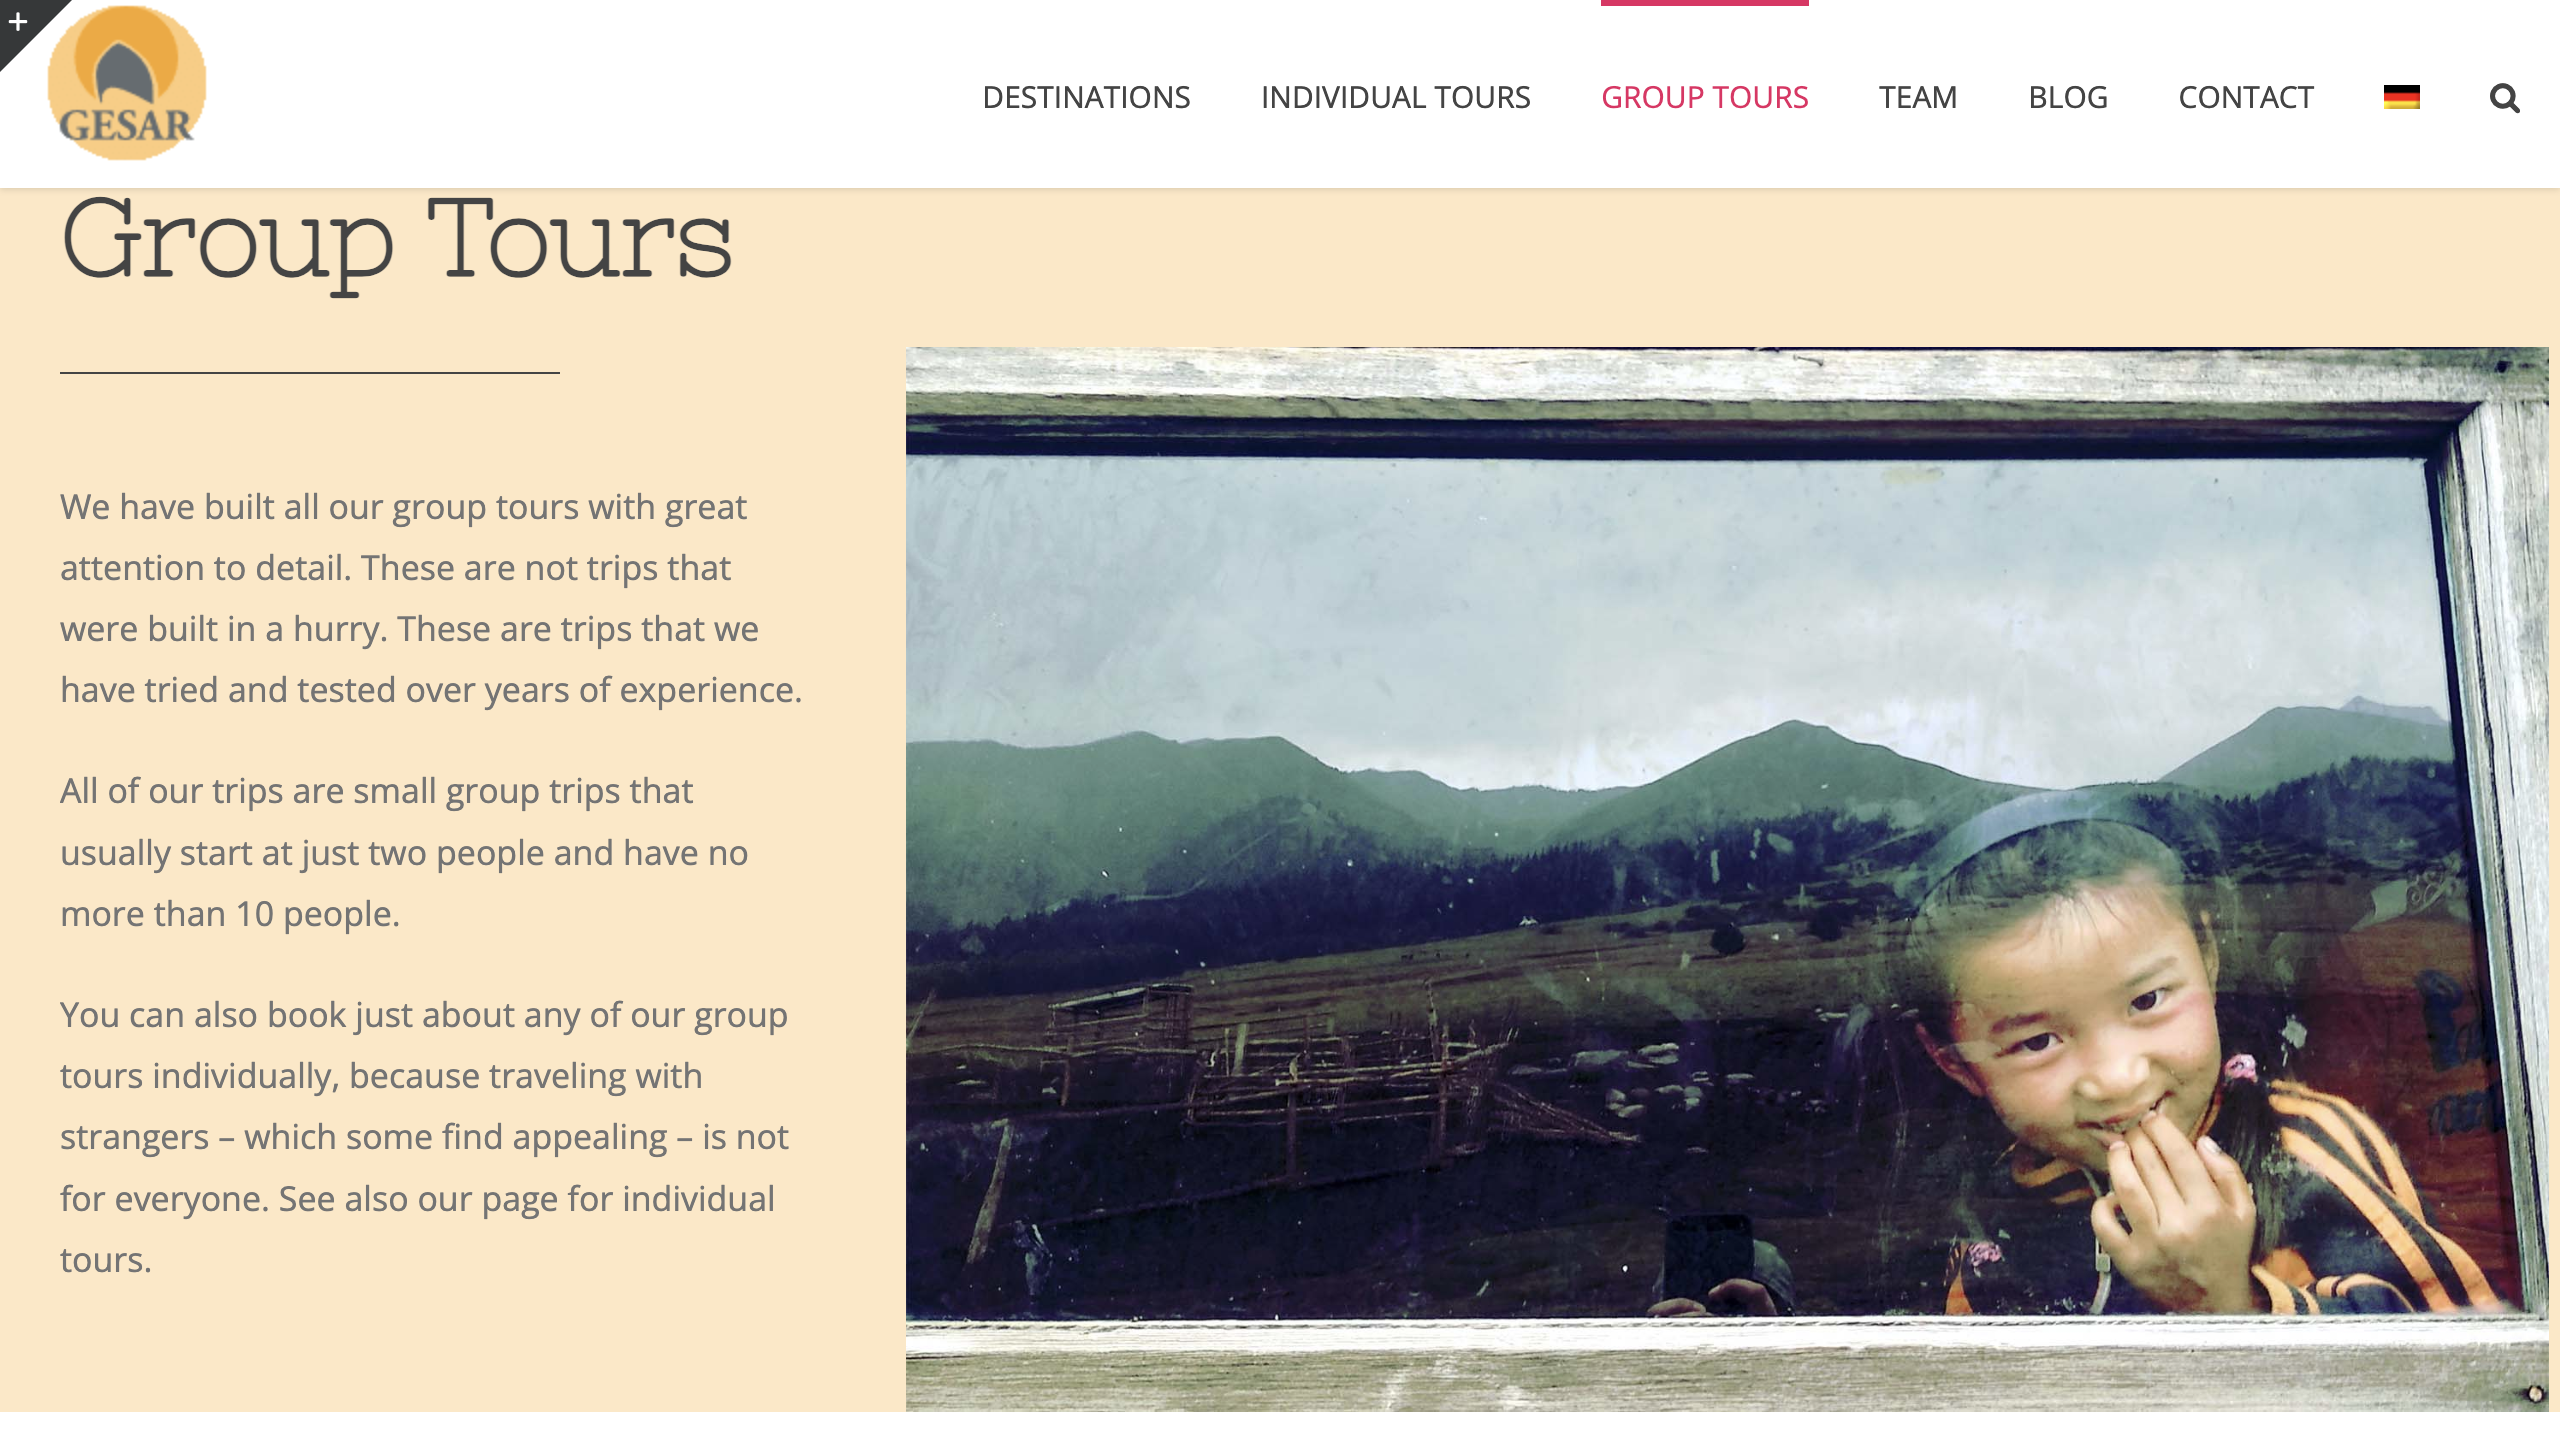 GESAR
DESTINATIONS
INDIVIDUAL TOURS
GROUP TOURS
TEAM
BLOG
CONTACT
Group Tours
We have built all our group tours with great
attention to detail. These are not trips that
were built in a hurry. These are trips that we
have tried and tested over years of experience.
All of our trips are small group trips that
usually start at just two people and have no
more than 10 people.
You can also book just about any of our group
tours individually, because traveling with
strangers – which some find appealing – is not
for everyone. See also our page for individual
tours.